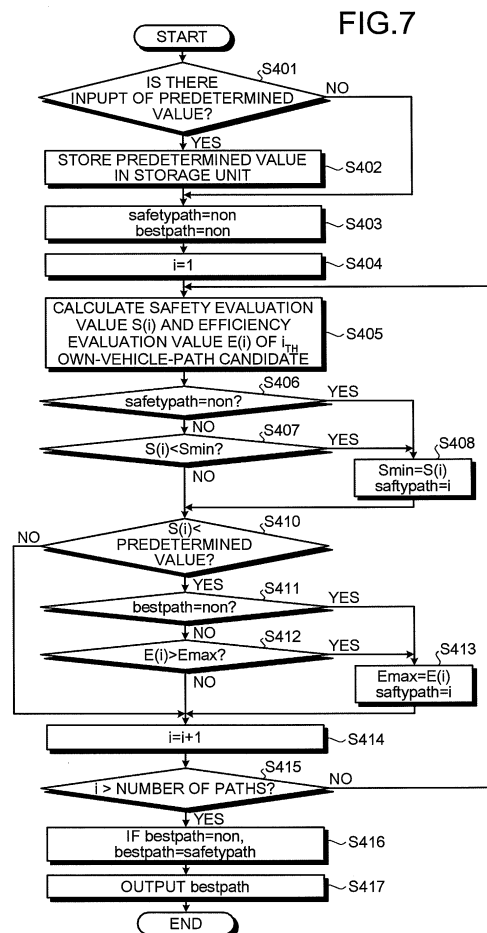 FIG.7
START
S401
IS THERE
INPUPT OF PREDETERMINED
VALUE?
NO
YES
STORE PREDETERMINED VALUE
IN STORAGE UNIT
S402
safetypath=non
bestpath=non
S403
i=1
S404
CALCULATE SAFETY EVALUATION
VALUE S(i) AND EFFICIENCY
EVALUATION VALUE E(i) OF iTH
OWN-VEHICLE-PATH CANDIDATE
S405
S406
safetypath=non?
YES
NO
S407
S(i)<Smin?
YES
NO
S408
Smin=S(i)
saftypath=i
S410
S(i)<
PREDETERMINED
VALUE?
NO
YES
S411
bestpath=non?
YES
NO
S412
E(i)>Emax?
YES
NO
S413
Emax=E(i)
saftypath=i
i=i+1
S414
S415
i > NUMBER OF PATHS?
NO
YES
IF bestpath=non,
bestpath=safetypath
S416
OUTPUT bestpath
S417
END